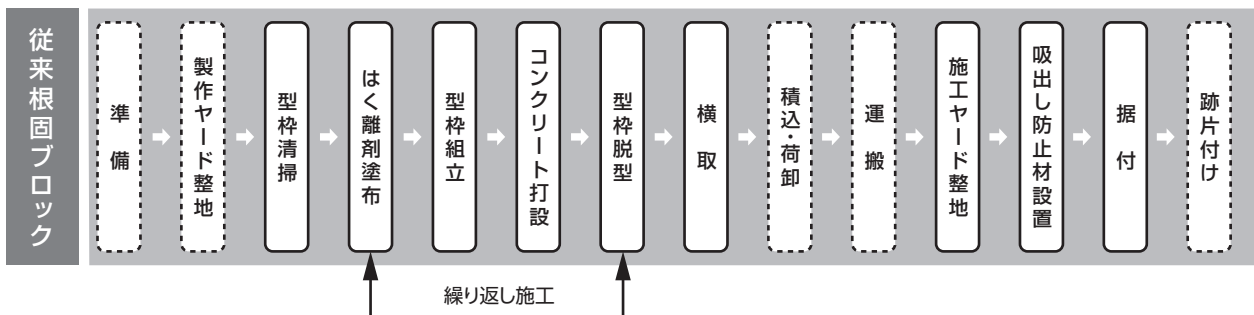 従来根固ブロック
準備
製作ヤード整地
型枠清掃
はく離剤塗布
型枠組立
コンクリート打設
型枠脱型
横取
積込・荷卸
運搬
施工ヤード整地
吸出し防止材設置
据付
跡片付け
繰り返し施工